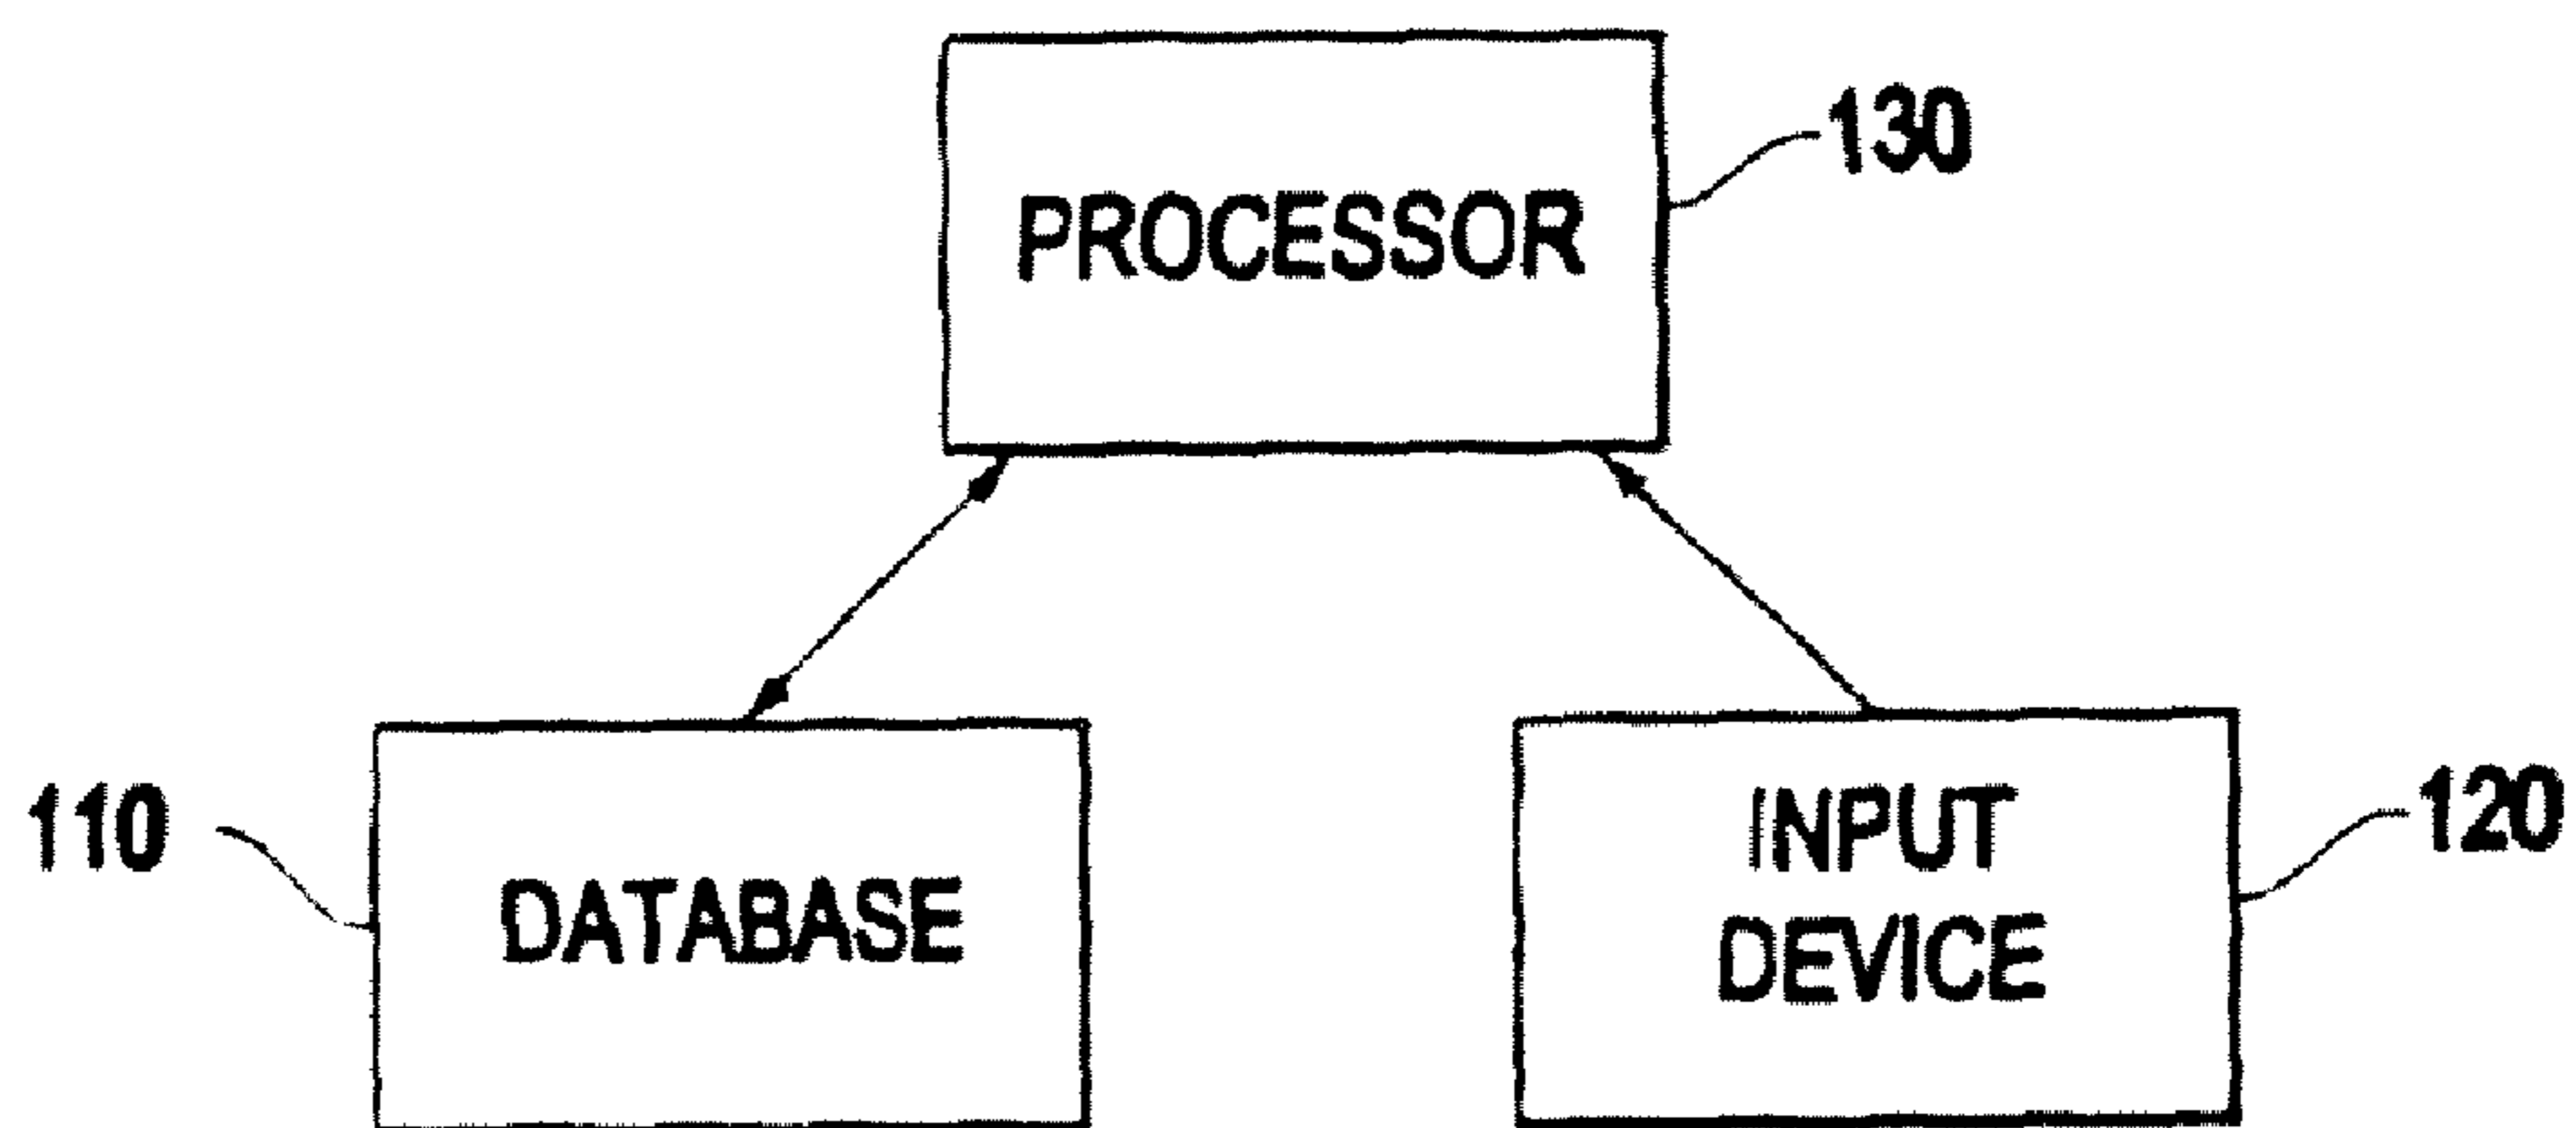 PROCESSOR
130
110
DATABASE
INPUT
DEVICE
120